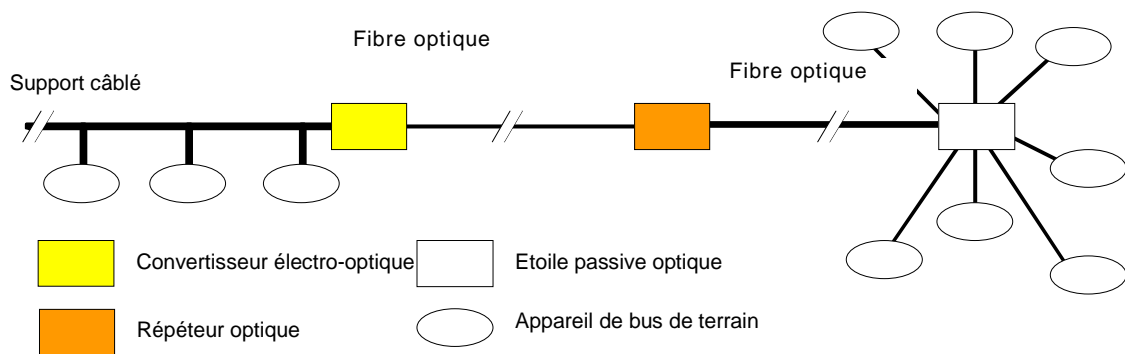 Fibre optique
Fibre optique
Support câblé
Convertisseur électro-optique
Etoile passive optique
Répéteur optique
Appareil de bus de terrain